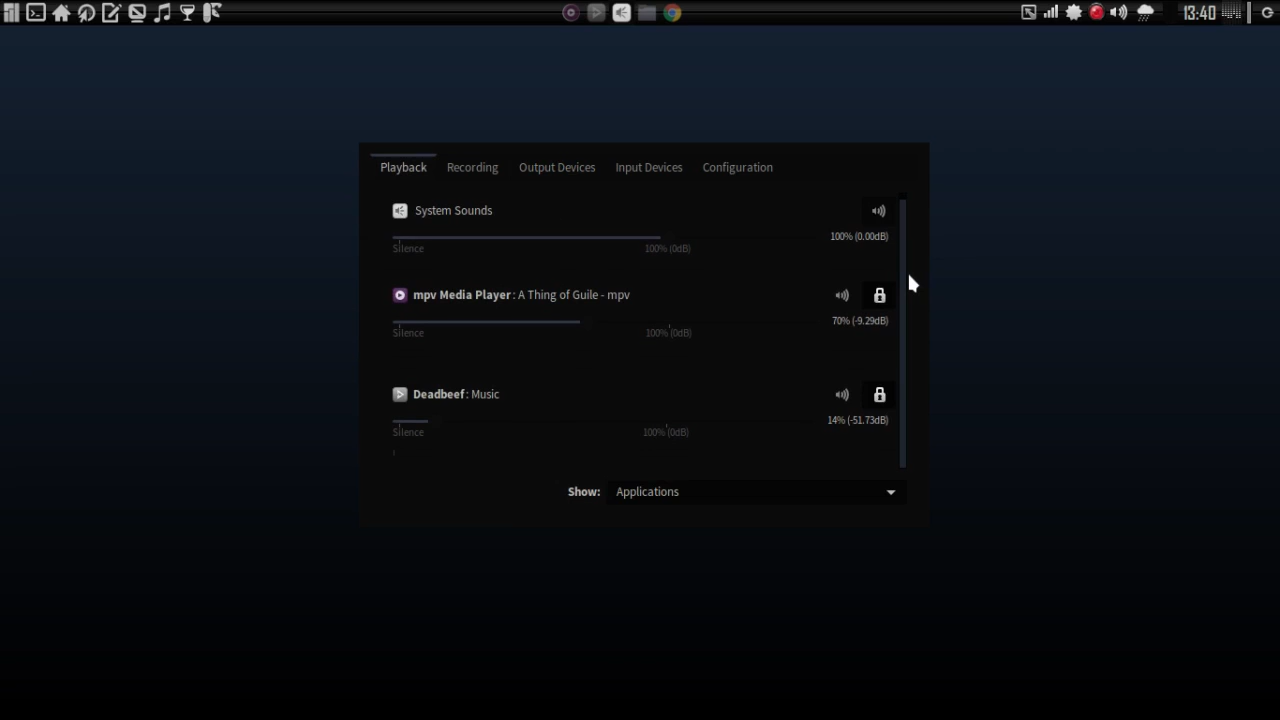 13:40
Playback Recording Output Devices Input Devices Configuration
System Sounds
100% (0.00dB)
Silence 100% (0dB)
mpv Media Player: A Thing of Guile - mpv
70% (-9.29dB)
Silence 100% (0dB)
Deadbeef: Music
14% (-51.73dB)
Silence 100% (0dB)
Show: Applications